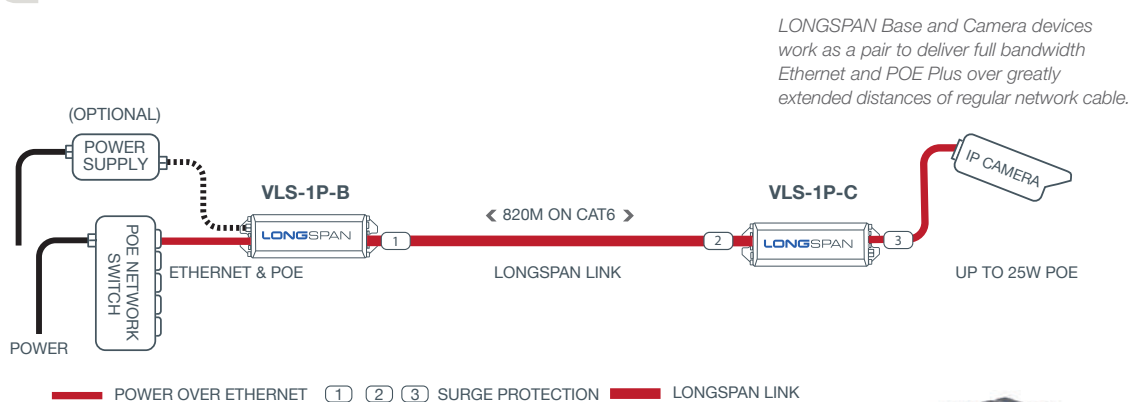 LONGSPAN Base and Camera devices
work as a pair to deliver full bandwidth
Ethernet and POE Plus over greatly
extended distances of regular network cable.
(OPTIONAL)
POWER
SUPPLY
IP CAMERA
VLS-1P-B
VLS-1P-C
< 820M ON CAT6 >
LONGSPAN
1
2
LONGSPAN
3
POE NETWORK
SWITCH
ETHERNET & POE
LONGSPAN LINK
UP TO 25W POE
POWER
POWER OVER ETHERNET 1 2 3 SURGE PROTECTION LONGSPAN LINK